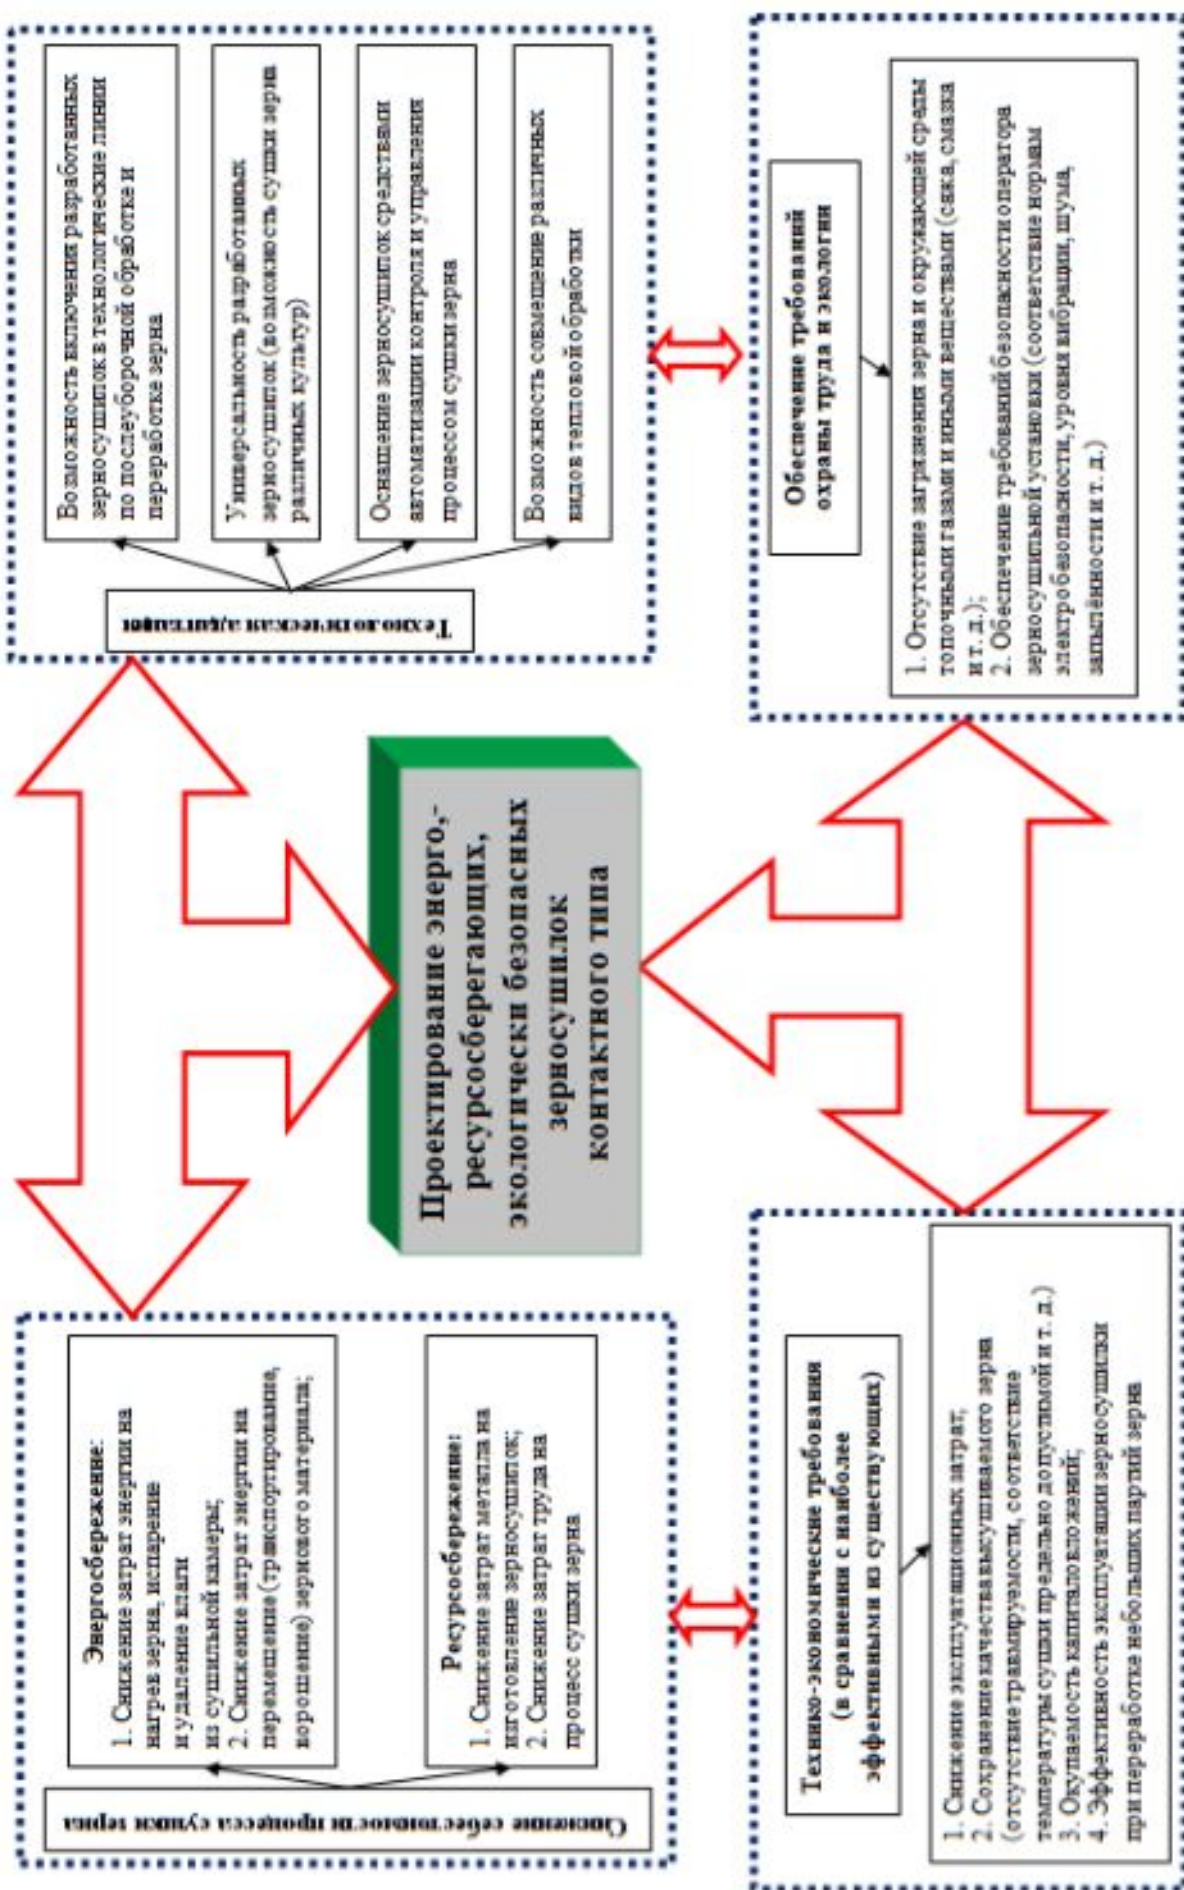 Снижение себестоимости процесса сушки зерна
Энергосбережение:
1. Снижение затрат энергии на
нагрев зерна, испарение
и удаление влаги
из сушильной камеры;
2. Снижение затрат энергии на
перемещение (транспортирование,
ворошение) зернового материала;
Ресурсосбережение:
1. Снижение затрат металла на
изготовление зерносушилок;
2. Снижение затрат труда на
процесс сушки зерна
Технологическая адаптация
Возможность включения разработанных
зерносушилок в технологические линии
по послеуборочной обработке и
переработке зерна
Универсальность разработанных
зерносушилок (возможность сушки зерна
различных культур)
Оснащение зерносушилок средствами
автоматизации контроля и управления
процессом сушки зерна
Возможность совмещение различных
видов тепловой обработки
Проектирование энерго,-
ресурсосберегающих,
экологически безопасных
зерносушилок
контактного типа
Технико-экономические требования
(в сравнении с наиболее
эффективными из существующих)
1. Снижение эксплуатационных затрат;
2. Сохранение качества высушиваемого зерна
(отсутствие травмируемости, соответствие
температуры сушки предельно допустимой и т. д.)
3. Окупаемость капиталовложений;
4. Эффективность эксплуатации зерносушилки
при переработке небольших партий зерна
Обеспечение требований
охраны труда и экологии
1. Отсутствие загрязнения зерна и окружающей среды
топочными газами и иными веществами (сажа, смазка
и т. д.);
2. Обеспечение требований безопасности оператора
зерносушильной установки (соответствие нормам
электробезопасности, уровня вибрации, шума,
запылённости и т. д.)